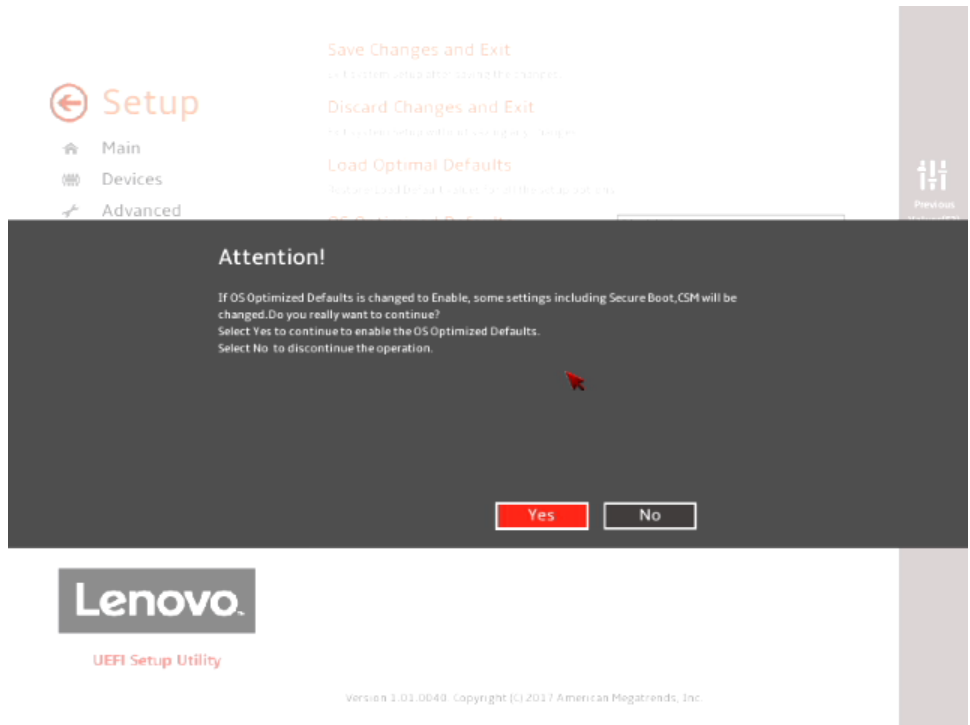 Save Changes and Exit
Setup
Discard Changes and Exit
Main
Load Optimal Defaults
Devices
Advanced
Previous
Attention!
If OS Optimized Defaults is changed to Enable, some settings including Secure Boot,CSM will be
changed.Do you really want to continue?
Select Yes to continue to enable the OS Optimized Defaults.
Select No to discontinue the operation.
Yes
No
Lenovo.
UEFI Setup Utility
Version 1.01.0040. Copyright (C) 2017 American Megatrends, Inc.